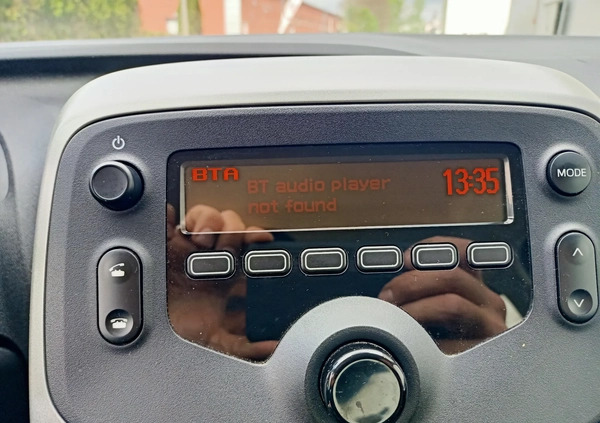 BTA
BT audio player
not found
13:35
MODE